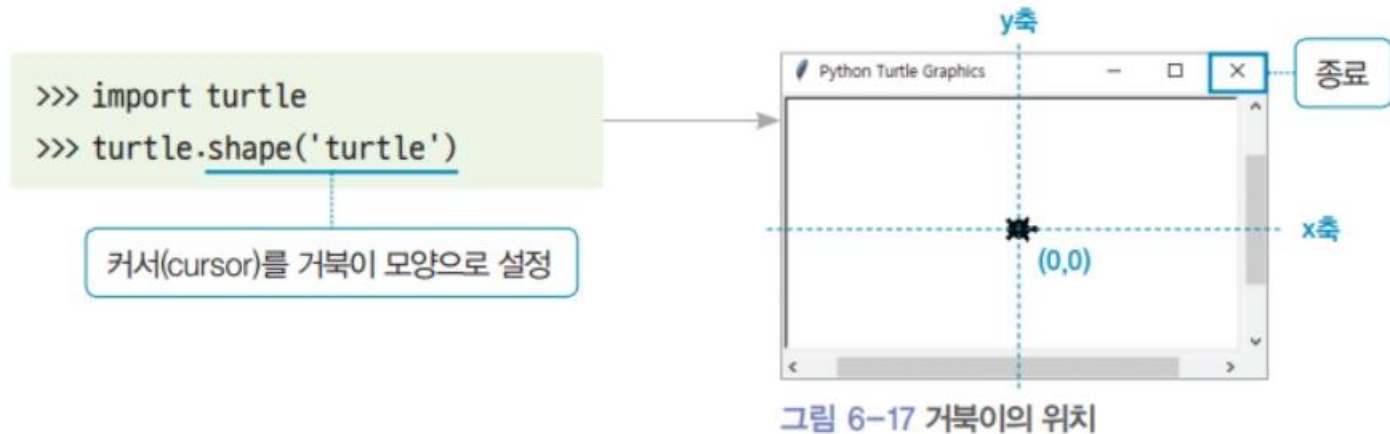 >>> import turtle
>>> turtle.shape('turtle')
커서(cursor)를 거북이 모양으로 설정
y축
Python Turtle Graphics
종료
x축
(0,0)
그림 6-17 거북이의 위치